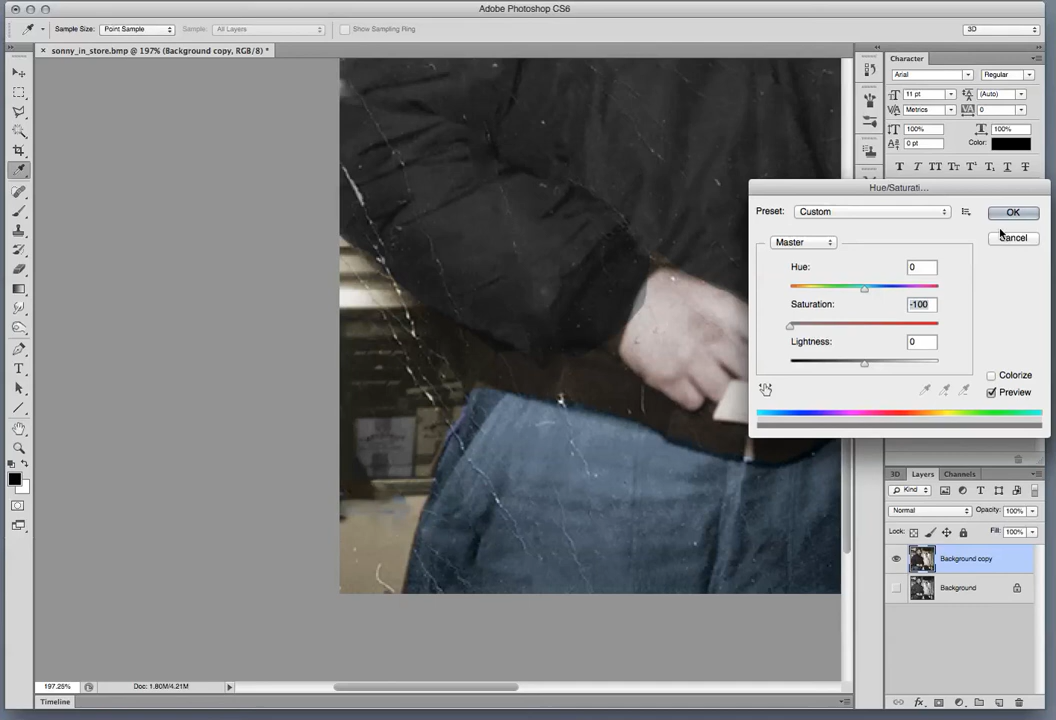 Adobe Photoshop CS6
Sample Size: Point Sample Sample: All Layers Show Sampling Ring 3D
sonny_in_store.bmp @ 197% (Background copy, RGB/8) *
Character
Arial Regular
11 pt (Auto)
Metrics 0
100% 100%
0 pt Color:
Hue/Saturati...
Preset: Custom OK
Master Cancel
Hue: 0
Saturation: -100
Lightness: 0
Colorize
Preview
3D Layers Channels
Kind
Normal Opacity: 100%
Lock: Fill: 100%
Background copy
Background
197.25% Doc: 1.80M/4.21M
Timeline